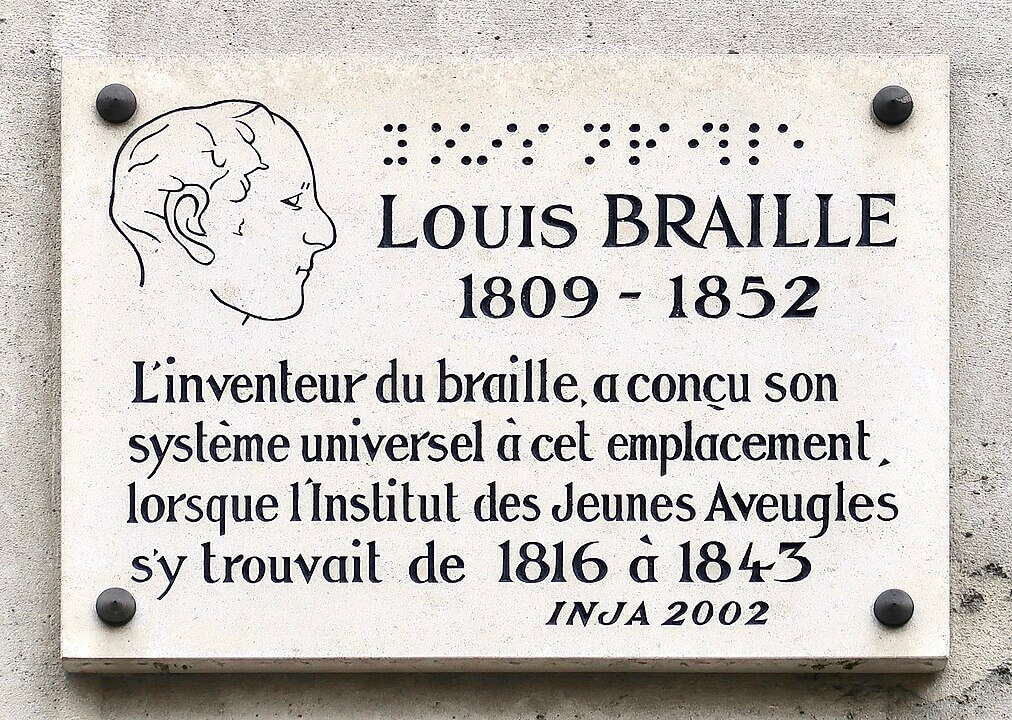 ⠨⠇⠕⠥⠊⠎ ⠨⠃⠗⠁⠊⠇⠇⠑
LOUIS BRAILLE
1809 - 1852
L'inventeur du braille, a conçu son
système universel à cet emplacement,
lorsque l'Institut des Jeunes Aveugles
s'y trouvait de 1816 à 1843
INJA 2002